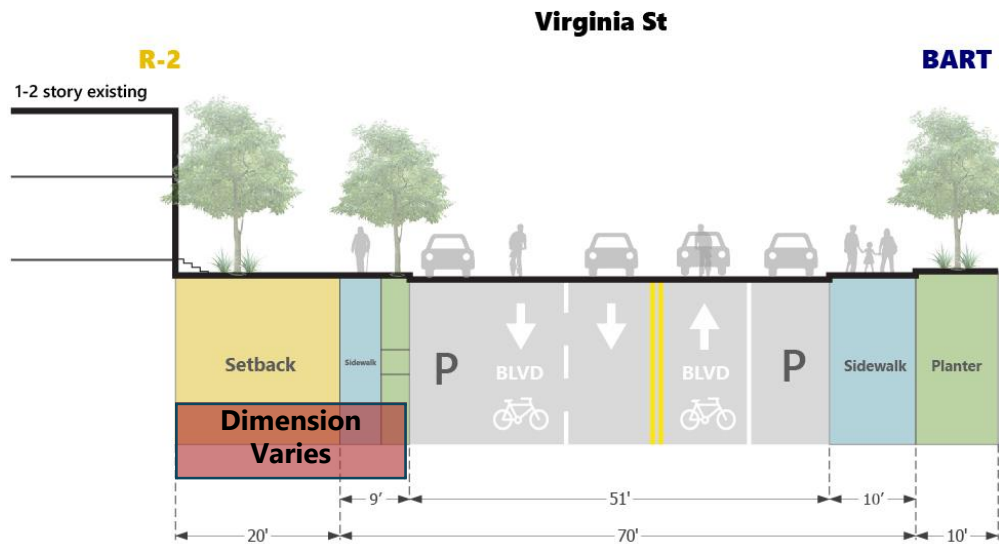 Virginia St
R-2
BART
1-2 story existing
Setback
Sidewalk
P
BLVD
BLVD
P
Sidewalk
Planter
Dimension
Varies
9'
51'
10'
20'
70'
10'